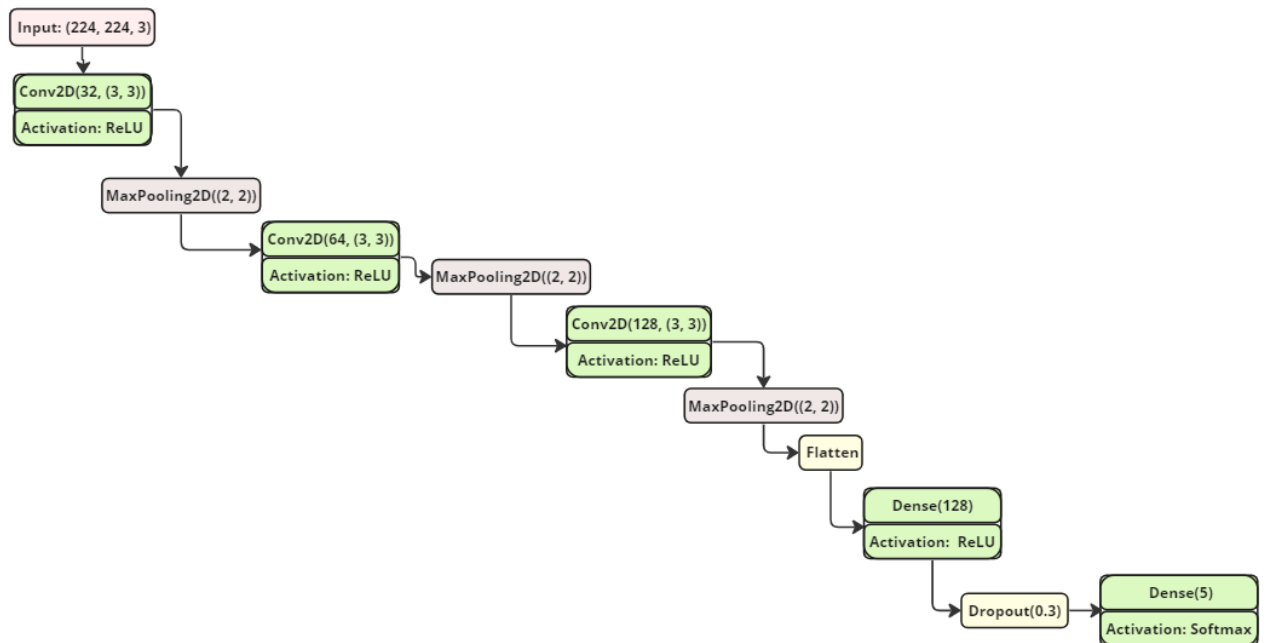 Input: (224, 224, 3)
Conv2D(32, (3, 3))
Activation: ReLU
MaxPooling2D((2, 2))
Conv2D(64, (3, 3))
Activation: ReLU
MaxPooling2D((2, 2))
Conv2D(128, (3, 3))
Activation: ReLU
MaxPooling2D((2, 2))
Flatten
Dense(128)
Activation:  ReLU
Dropout(0.3)
Dense(5)
Activation: Softmax